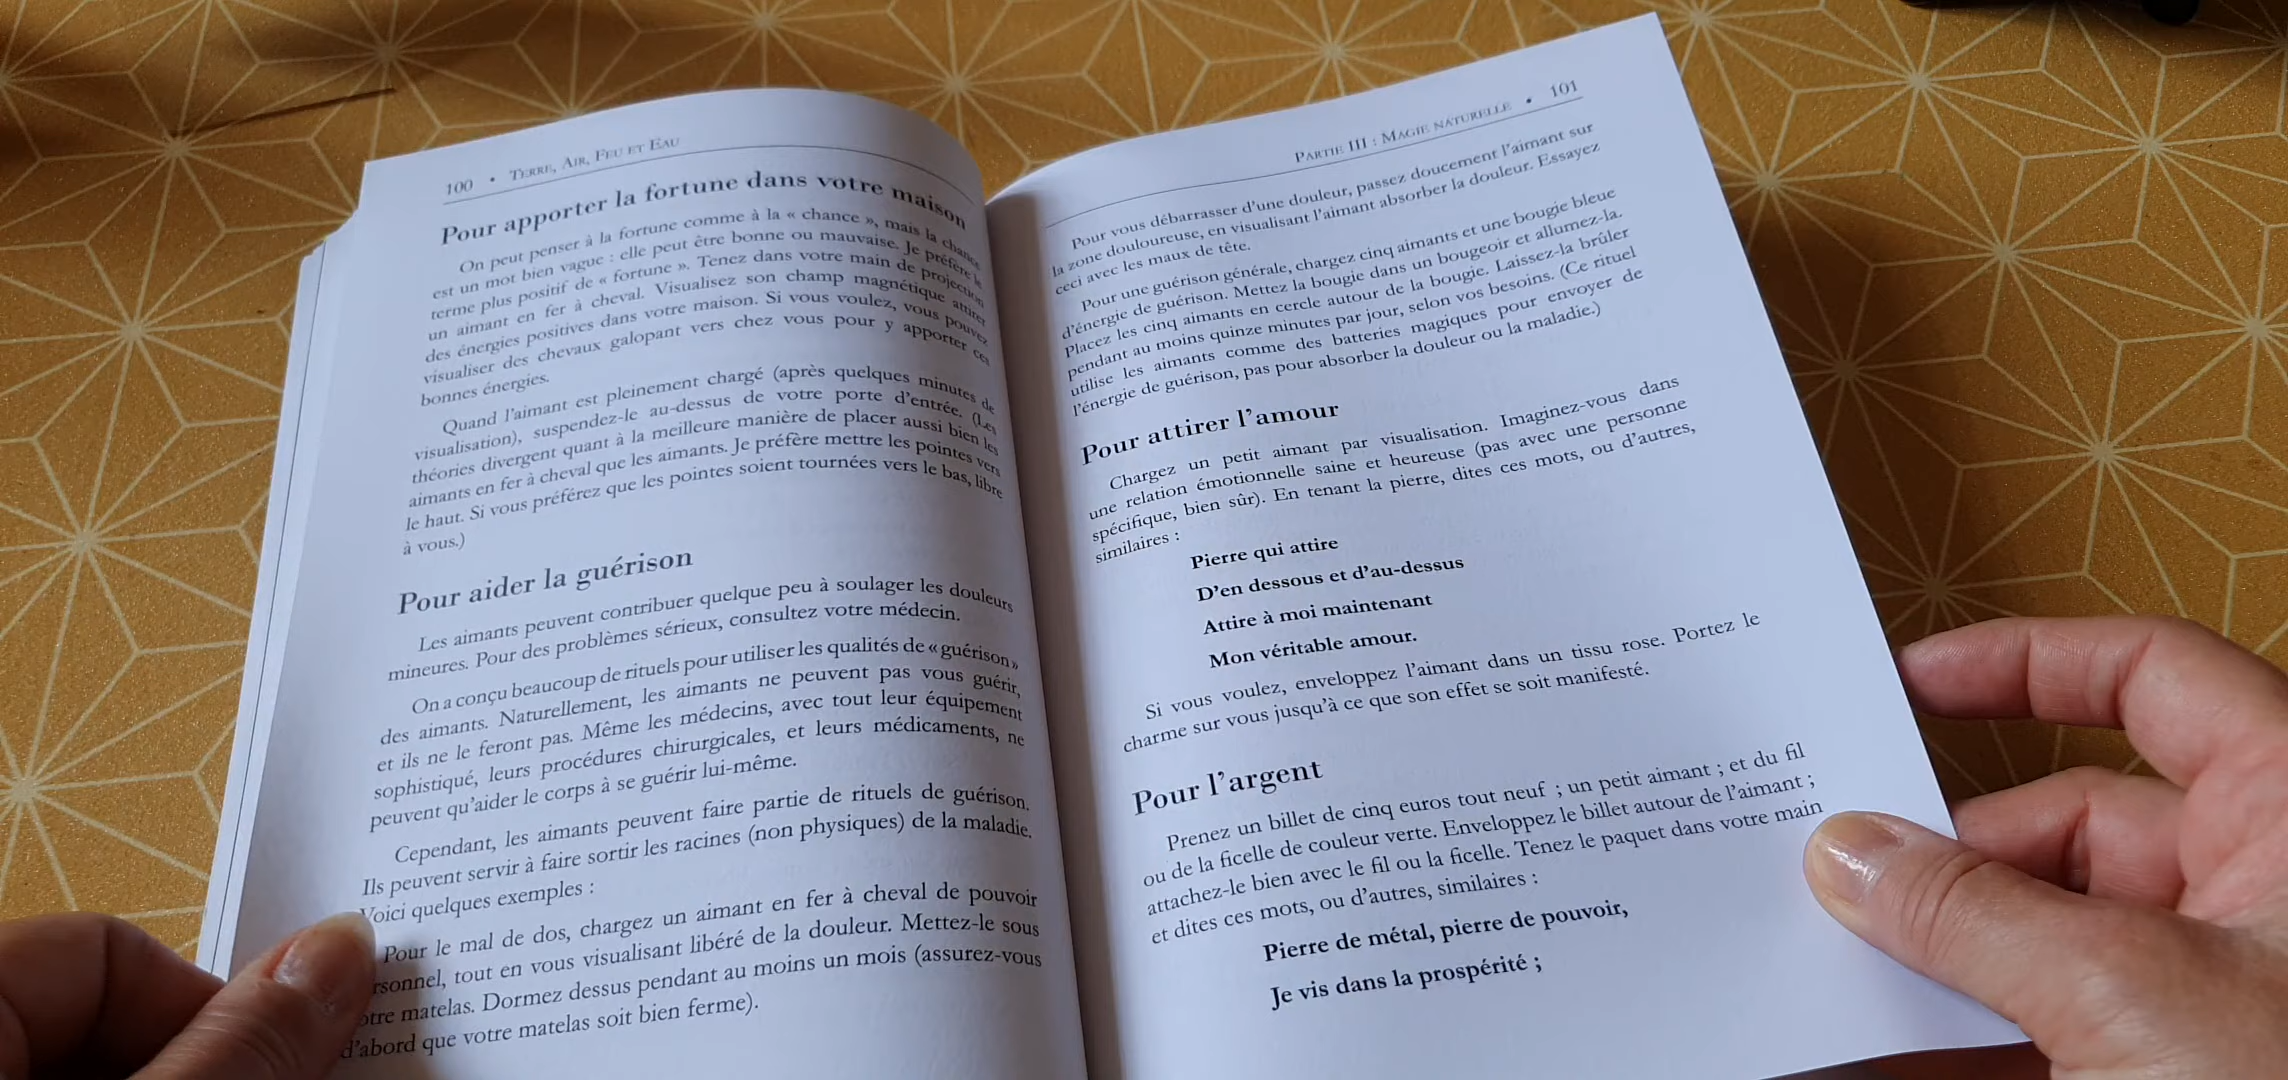 100 • Terre, Air, Feu et Eau
Pour apporter la fortune dans votre maison
On peut penser à la fortune comme à la « chance », mais la chance
est un mot bien vague : elle peut être bonne ou mauvaise. Je préfère le
terme plus positif de « fortune ». Tenez dans votre main de projection
un aimant en fer à cheval. Visualisez son champ magnétique attirer
des énergies positives dans votre maison. Si vous voulez, vous pouvez
visualiser des chevaux galopant vers chez vous pour y apporter ces
bonnes énergies.
Quand l'aimant est pleinement chargé (après quelques minutes de
visualisation), suspendez-le au-dessus de votre porte d'entrée. (Les
théories divergent quant à la meilleure manière de placer aussi bien les
aimants en fer à cheval que les aimants. Je préfère mettre les pointes vers
le haut. Si vous préférez que les pointes soient tournées vers le bas, libre
à vous.)
Pour aider la guérison
Les aimants peuvent contribuer quelque peu à soulager les douleurs
mineures. Pour des problèmes sérieux, consultez votre médecin.
On a conçu beaucoup de rituels pour utiliser les qualités de « guérison »
des aimants. Naturellement, les aimants ne peuvent pas vous guérir,
et ils ne le feront pas. Même les médecins, avec tout leur équipement
sophistiqué, leurs procédures chirurgicales, et leurs médicaments, ne
peuvent qu'aider le corps à se guérir lui-même.
Cependant, les aimants peuvent faire partie de rituels de guérison.
Ils peuvent servir à faire sortir les racines (non physiques) de la maladie.
Voici quelques exemples :
Pour le mal de dos, chargez un aimant en fer à cheval de pouvoir
rsonnel, tout en vous visualisant libéré de la douleur. Mettez-le sous
otre matelas. Dormez dessus pendant au moins un mois (assurez-vous
d'abord que votre matelas soit bien ferme).
Partie III : Magie naturelle • 101
Pour vous débarrasser d'une douleur, passez doucement l'aimant sur
la zone douloureuse, en visualisant l'aimant absorber la douleur. Essayez
ceci avec les maux de tête.
Pour une guérison générale, chargez cinq aimants et une bougie bleue
d'énergie de guérison. Mettez la bougie dans un bougeoir et allumez-la.
Placez les cinq aimants en cercle autour de la bougie. Laissez-la brûler
pendant au moins quinze minutes par jour, selon vos besoins. (Ce rituel
utilise les aimants comme des batteries magiques pour envoyer de
l'énergie de guérison, pas pour absorber la douleur ou la maladie.)
Pour attirer l'amour
Chargez un petit aimant par visualisation. Imaginez-vous dans
une relation émotionnelle saine et heureuse (pas avec une personne
spécifique, bien sûr). En tenant la pierre, dites ces mots, ou d'autres,
similaires :
Pierre qui attire
D'en dessous et d'au-dessus
Attire à moi maintenant
Mon véritable amour.
Si vous voulez, enveloppez l'aimant dans un tissu rose. Portez le
charme sur vous jusqu'à ce que son effet se soit manifesté.
Pour l'argent
Prenez un billet de cinq euros tout neuf ; un petit aimant ; et du fil
ou de la ficelle de couleur verte. Enveloppez le billet autour de l'aimant ;
attachez-le bien avec le fil ou la ficelle. Tenez le paquet dans votre main
et dites ces mots, ou d'autres, similaires :
Pierre de métal, pierre de pouvoir,
Je vis dans la prospérité ;